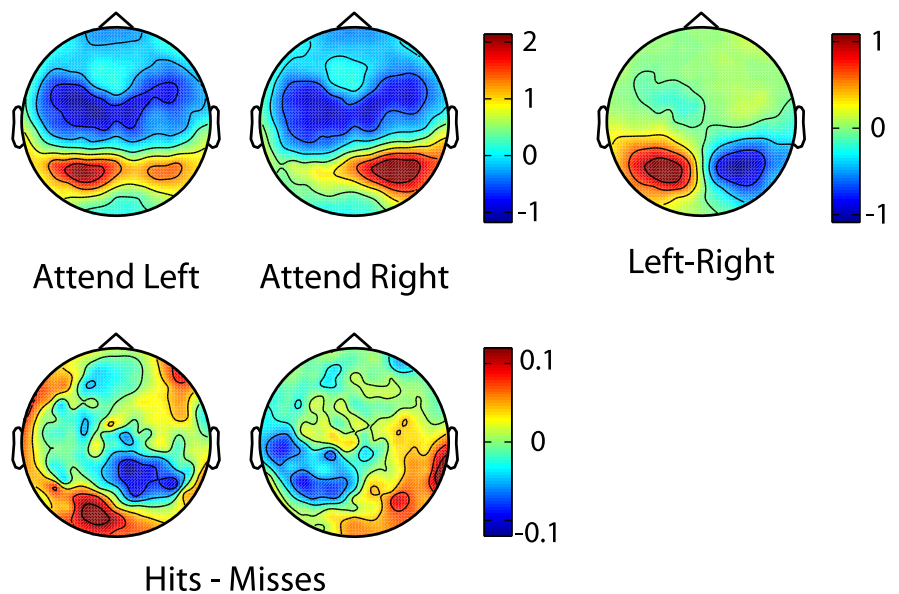 2
1
0
-1
1
0
-1
Attend Left
Attend Right
Left-Right
0.1
0
-0.1
Hits - Misses